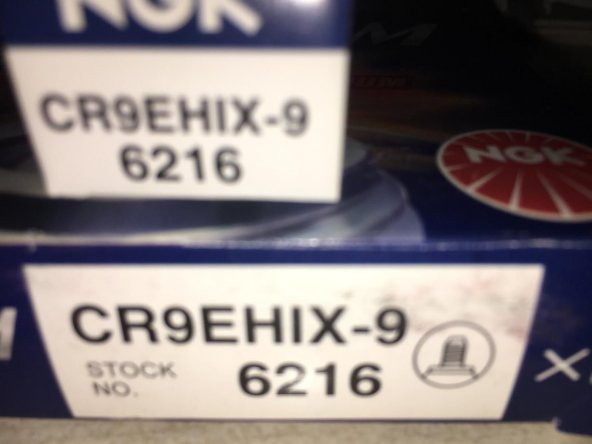 NGK
CR9EHIX-9
6216
NGK
CR9EHIX-9
STOCK
NO.
6216